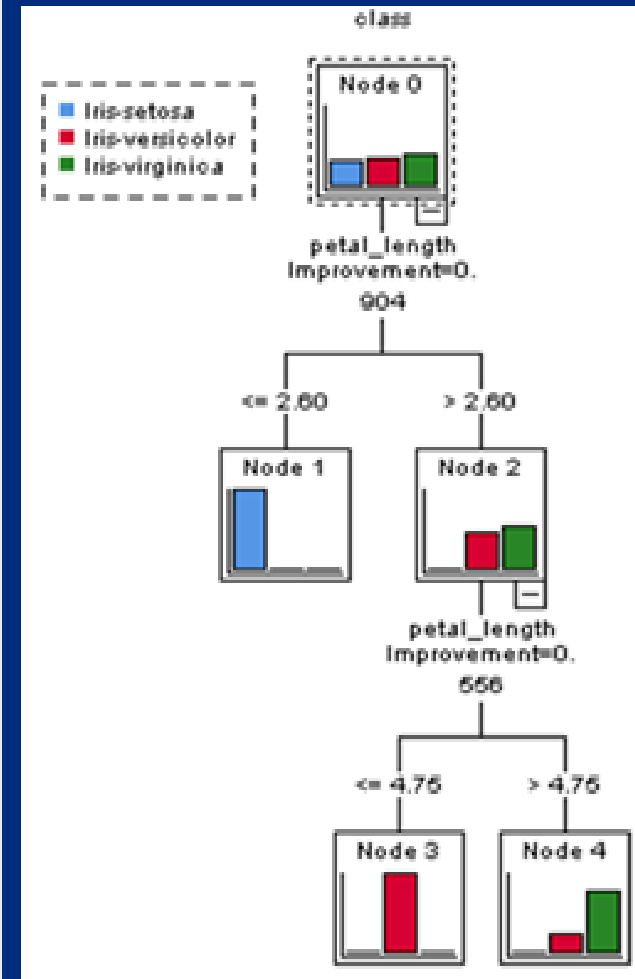 class
Node 0
Iris-setosa
Iris-versicolor
Iris-virginica
petal_length
Improvement=0.
904
<= 2.60
> 2.60
Node 1
Node 2
petal_length
Improvement=0.
<= 4.75
> 4.75
Node 3
Node 4